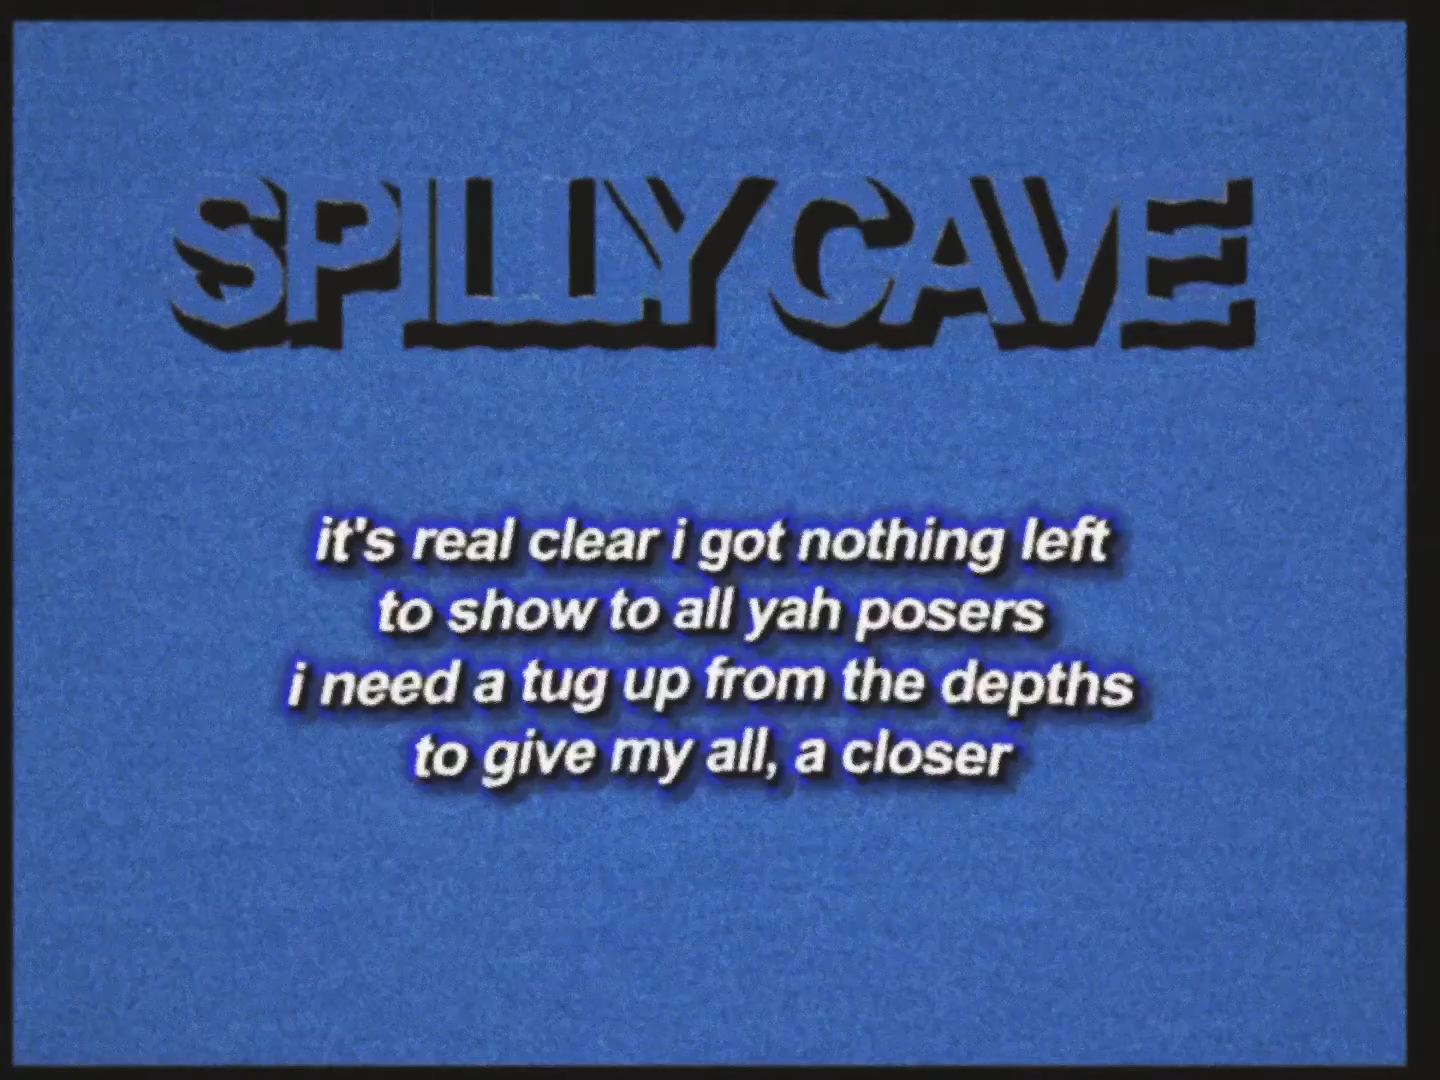 SPILLY CAVE
it's real clear i got nothing left
to show to all yah posers
i need a tug up from the depths
to give my all, a closer